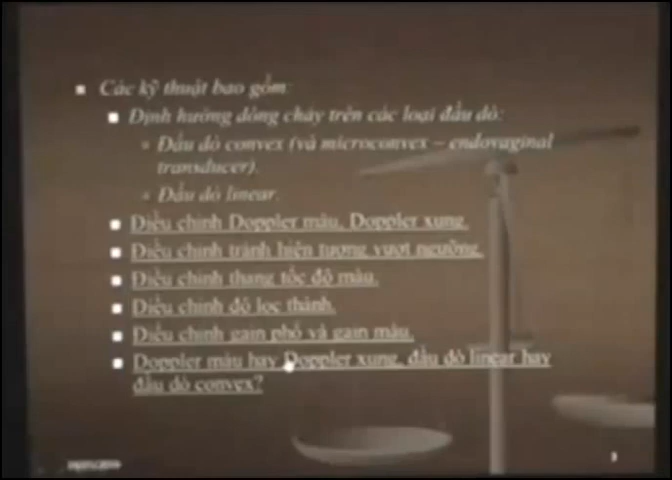 Các kỹ thuật bao gồm:
Định hướng dòng chảy trên các loại đầu dò:
Đầu dò convex (và microconvex – endovaginal
transducer).
Đầu dò linear.
Điều chỉnh Doppler màu, Doppler xung.
Điều chỉnh tránh hiện tượng vượt ngưỡng.
Điều chỉnh thang tốc độ màu.
Điều chỉnh độ lọc thành.
Điều chỉnh gain phổ và gain màu.
Doppler màu hay Doppler xung, đầu dò linear hay
đầu dò convex?
3